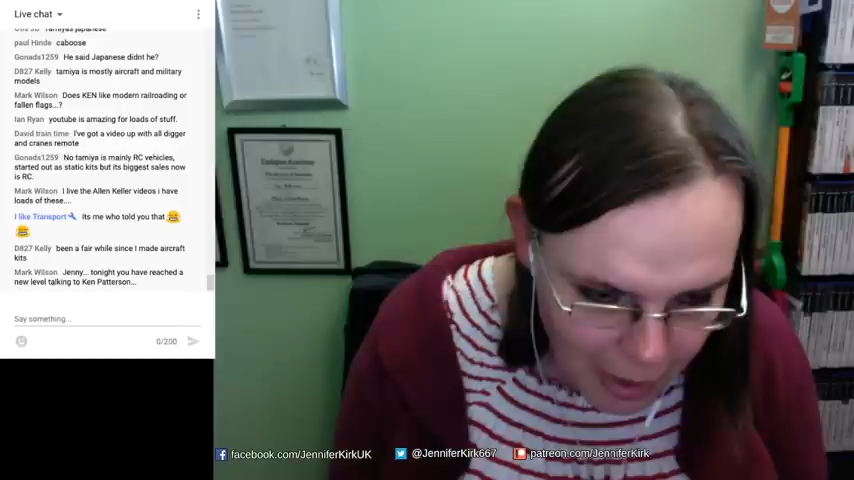 Live chat
paul Hinde caboose
Gonads1259 He said Japanese didnt he?
D827 Kelly tamiya is mostly aircraft and military
models
Mark Wilson Does KEN like modern railroading or
fallen flags...?
Ian Ryan youtube is amazing for loads of stuff.
David train time I've got a video up with all digger
and cranes remote
Gonads1259 No tamiya is mainly RC vehicles,
started out as static kits but its biggest sales now
is RC.
Mark Wilson I live the Allen Keller videos i have
loads of these....
I like Transport its me who told you that 😂
😂
D827 Kelly been a fair while since I made aircraft
kits
Mark Wilson Jenny... tonight you have reached a
new level talking to Ken Patterson...
Say something...
0/200
facebook.com/JenniferKirkUK
@JenniferKirk667
patreon.com/JenniferKirk